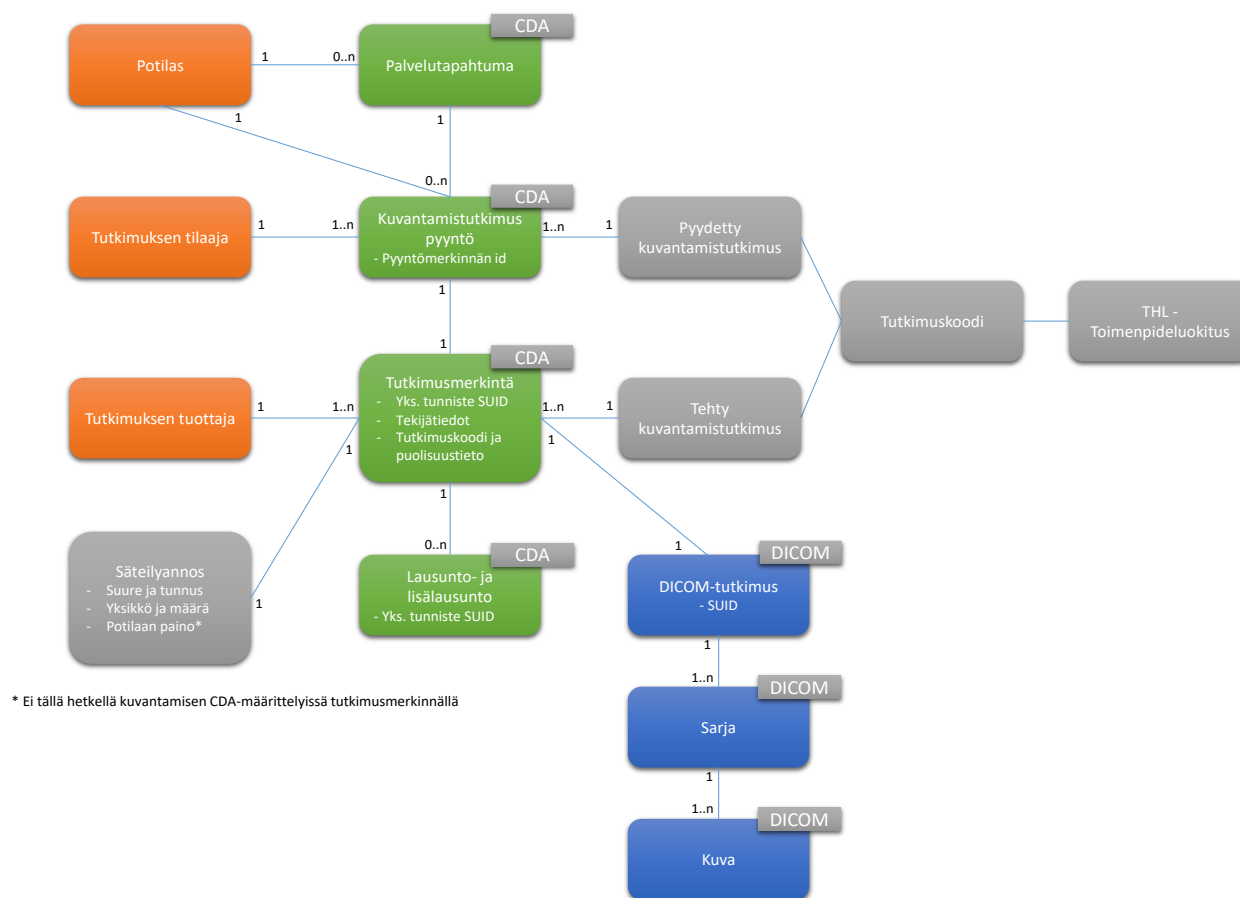 CDA
Potilas
1
0..n
Palvelutapahtuma
1
1
0..n
CDA
Tutkimuksen tilaaja
1
1..n
Kuvantamistutkimus
pyyntö
- Pyyntömerkinnän id
1..n
1
Pyydetty
kuvantamistutkimus
Tutkimuskoodi
THL -
Toimenpideluokitus
1
1
CDA
Tutkimuksen tuottaja
1
1..n
Tutkimusmerkintä
- Yks. tunniste SUID
- Tekijätiedot
- Tutkimuskoodi ja
puolisuustieto
1..n
1
Tehty
kuvantamistutkimus
1
1
1
0..n
CDA
1
DICOM
Säteilyannos
- Suure ja tunnus
- Yksikkö ja määrä
- Potilaan paino*
1
Lausunto- ja
lisälausunto
- Yks. tunniste SUID
DICOM-tutkimus
- SUID
1
1..n
DICOM
* Ei tällä hetkellä kuvantamisen CDA-määrittelyissä tutkimusmerkinnällä
Sarja
1
1..n
DICOM
Kuva